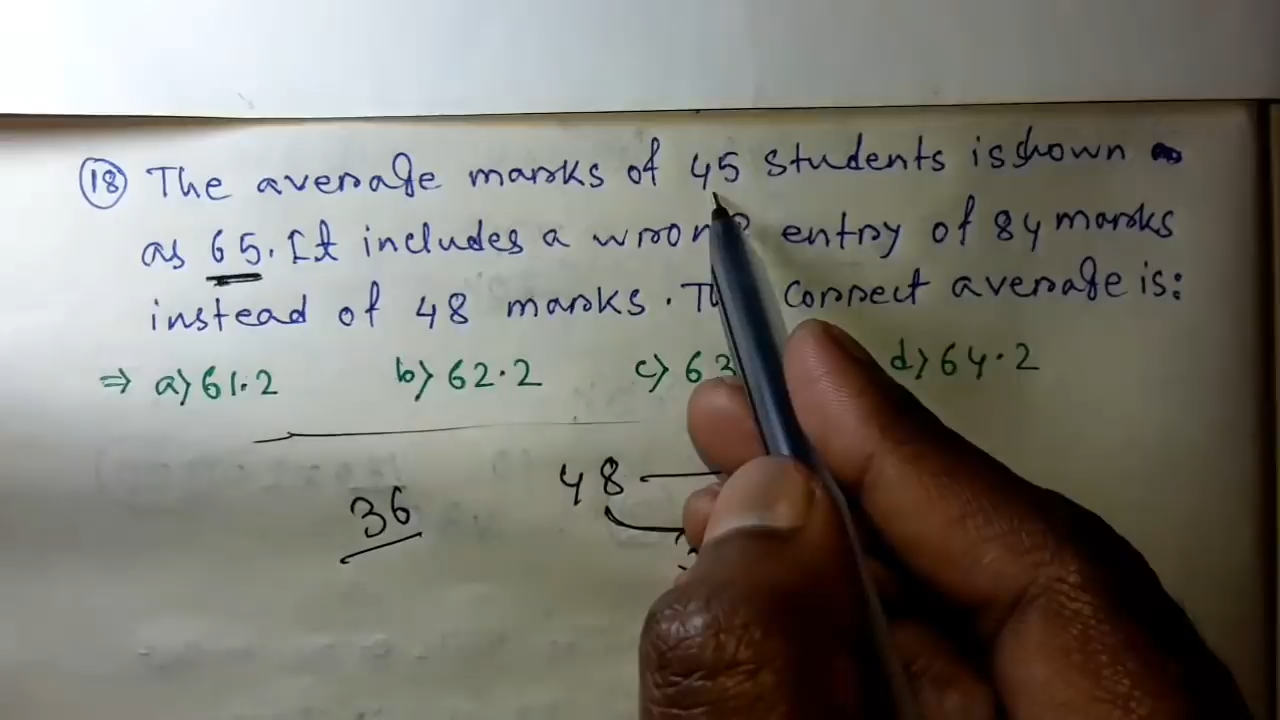 18 The average marks of 45 students is shown
as 65. It includes a wrong entry of 84 marks
instead of 48 marks. correct average is:
⇒ a) 61.2 b) 62.2 c) 63 d) 64.2
36 48